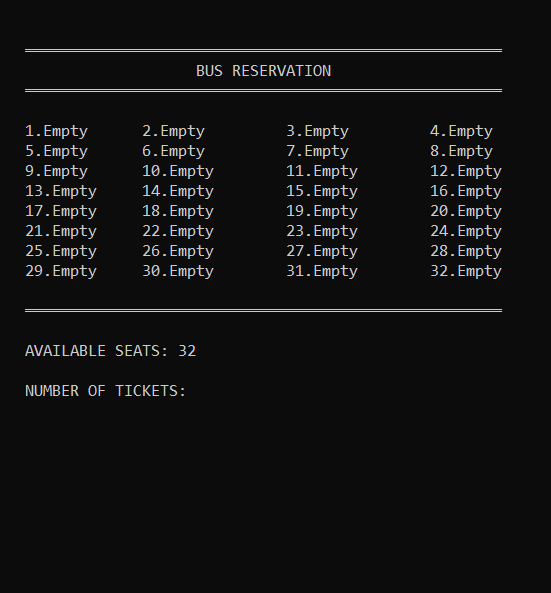 BUS RESERVATION
1.Empty 2.Empty 3.Empty 4.Empty
5.Empty 6.Empty 7.Empty 8.Empty
9.Empty 10.Empty 11.Empty 12.Empty
13.Empty 14.Empty 15.Empty 16.Empty
17.Empty 18.Empty 19.Empty 20.Empty
21.Empty 22.Empty 23.Empty 24.Empty
25.Empty 26.Empty 27.Empty 28.Empty
29.Empty 30.Empty 31.Empty 32.Empty
AVAILABLE SEATS: 32
NUMBER OF TICKETS: